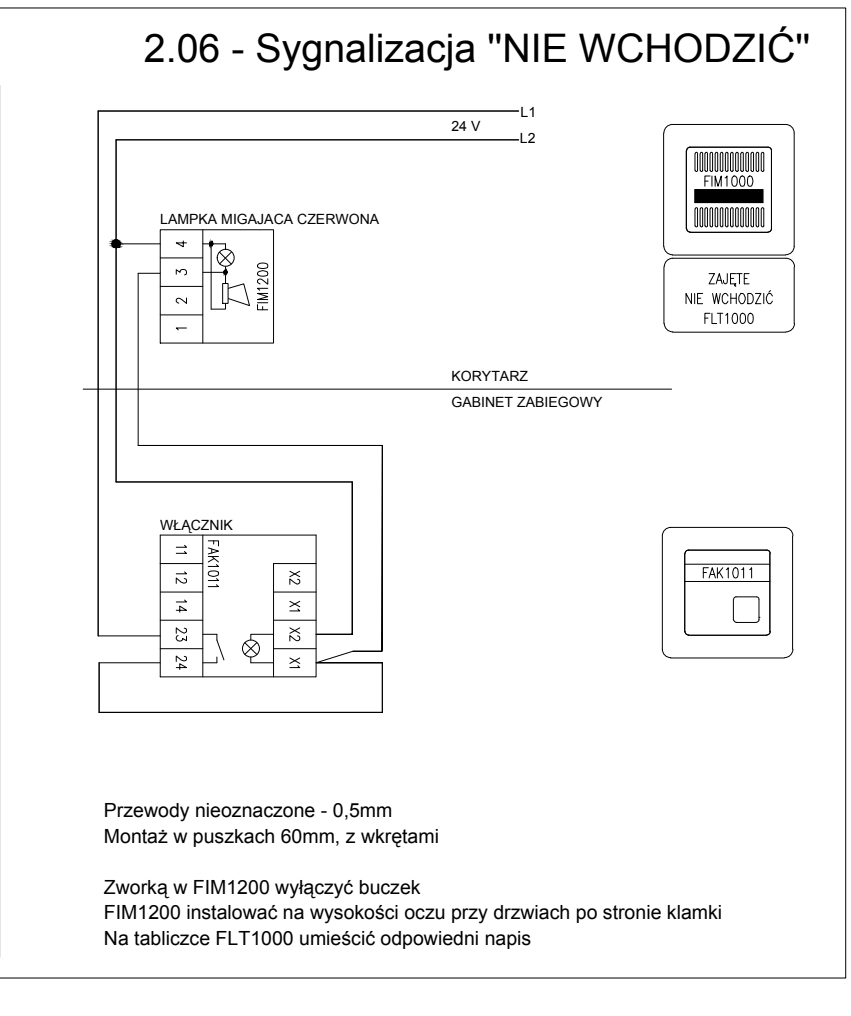 2.06 - Sygnalizacja "NIE WCHODZIĆ"
L1
24 V
L2
FIM1000
LAMPKA MIGAJACA CZERWONA
4
3
2
1
FIM1200
ZAJĘTE
NIE WCHODZIĆ
FLT1000
KORYTARZ
GABINET ZABIEGOWY
WŁĄCZNIK
11
12
14
23
24
FAK1011
X2
X1
X2
X1
FAK1011
Przewody nieoznaczone - 0,5mm
Montaż w puszkach 60mm, z wkrętami
Zworką w FIM1200 wyłączyć buczek
FIM1200 instalować na wysokości oczu przy drzwiach po stronie klamki
Na tabliczce FLT1000 umieścić odpowiedni napis